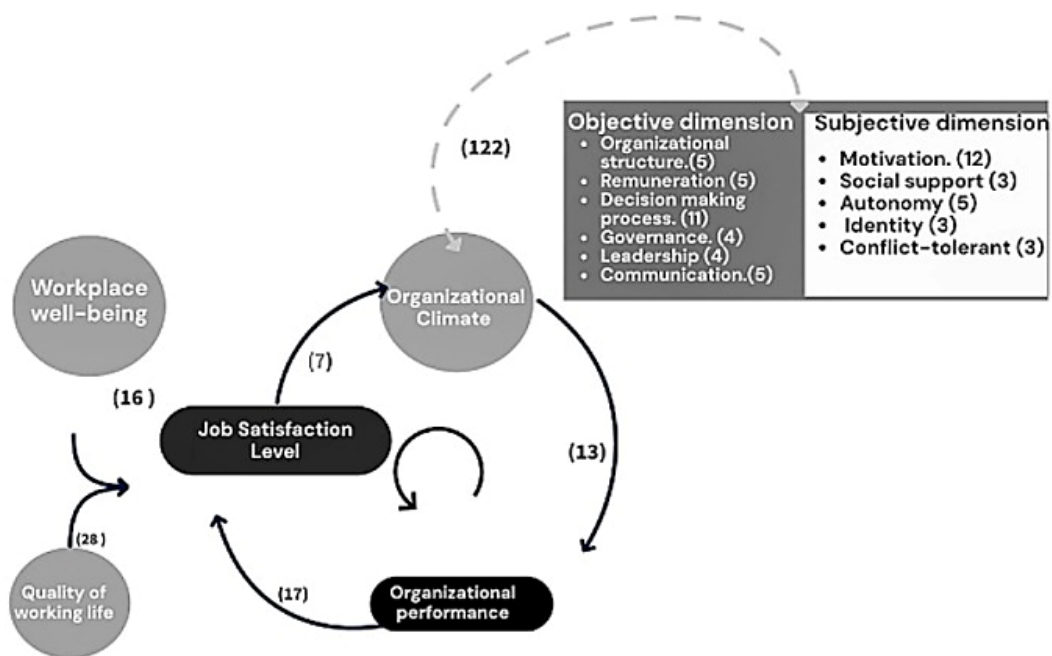 (122)
Objective dimension
• Organizational
structure.(5)
• Remuneration (5)
• Decision making
process. (11)
• Governance. (4)
• Leadership (4)
• Communication.(5)
Subjective dimension
• Motivation. (12)
• Social support (3)
• Autonomy (5)
• Identity (3)
• Conflict-tolerant (3)
Workplace
well-being
Organizational
Climate
(7)
(16 )
Job Satisfaction
Level
(13)
(28)
Quality of
working life
(17)
Organizational
performance